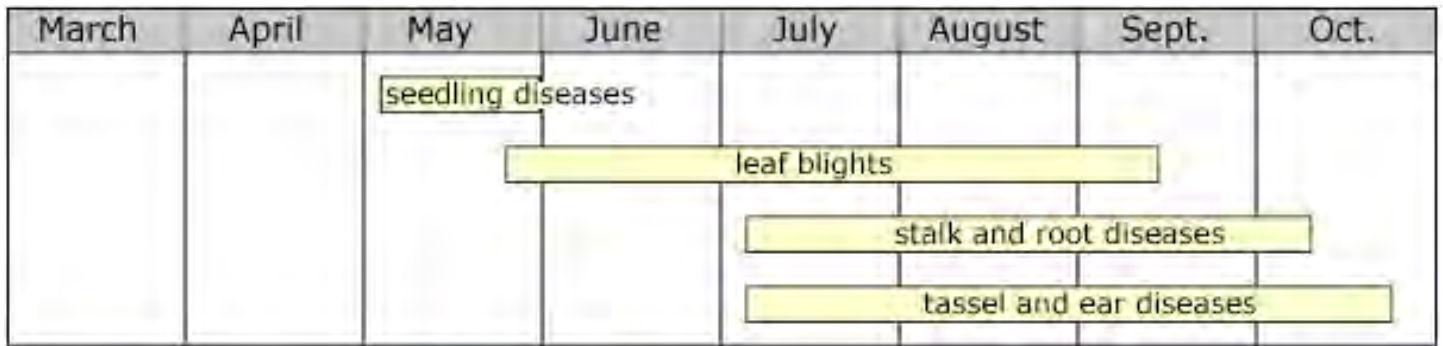 March April May June July August Sept. Oct.
seedling diseases
leaf blights
stalk and root diseases
tassel and ear diseases